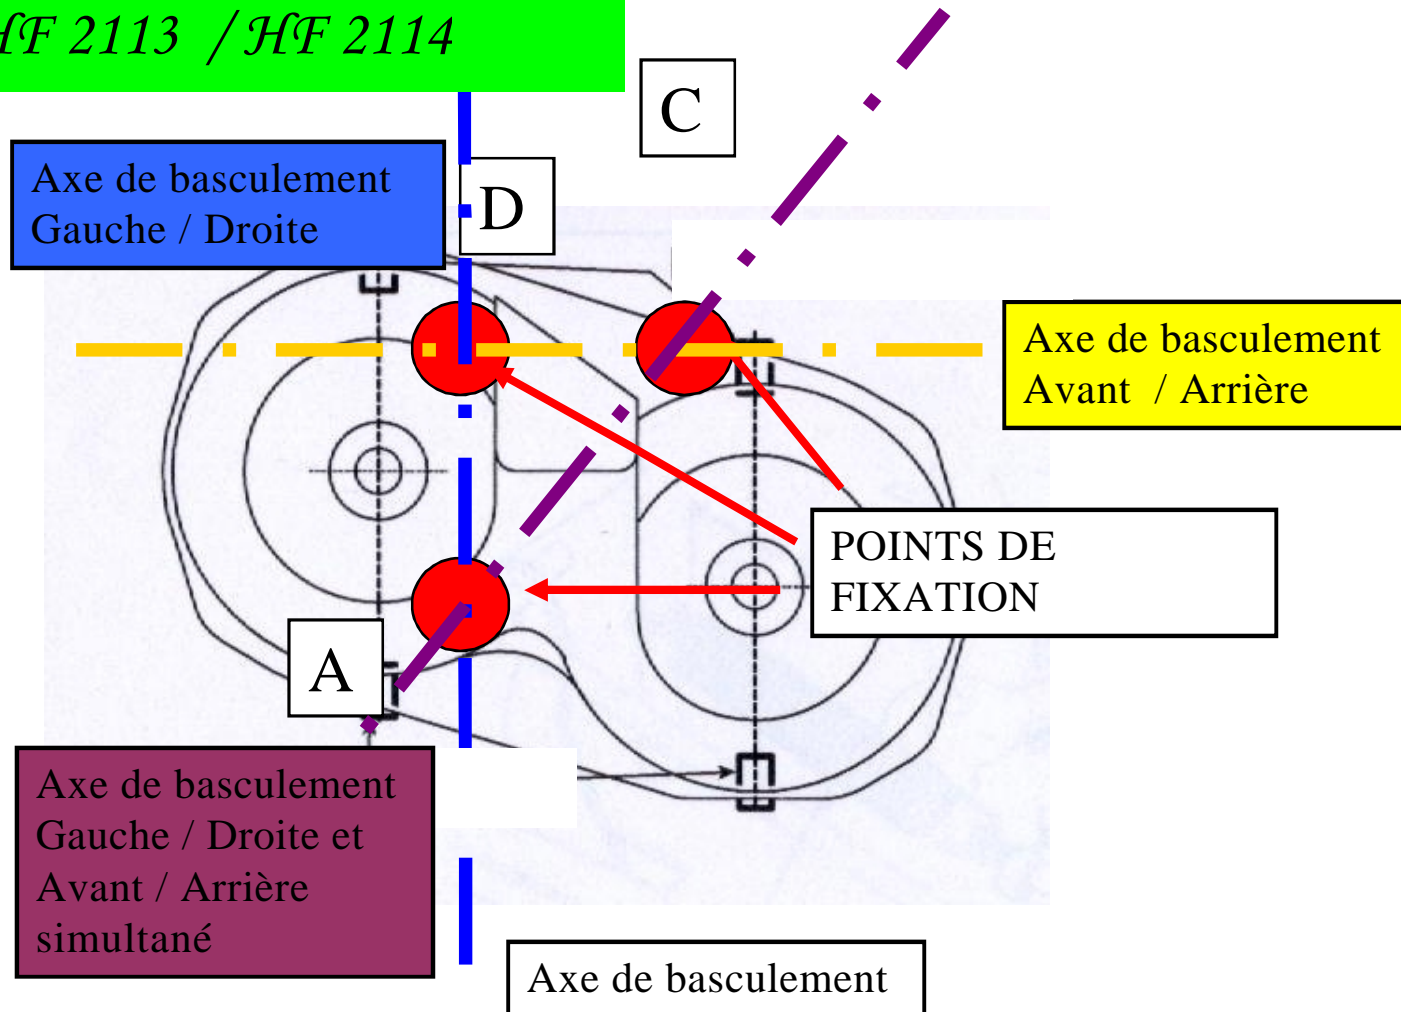 HF 2113 / HF 2114
C
Axe de basculement
Gauche / Droite
D
Axe de basculement
Avant / Arrière
POINTS DE
FIXATION
A
Axe de basculement
Gauche / Droite et
Avant / Arrière
simultané
Axe de basculement